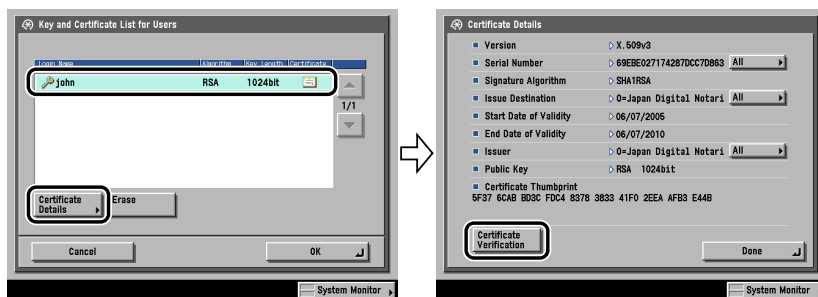 Key and Certificate List for Users
Login Name Algorithm Key Length Certificate
john RSA 1024bit
1/1
Certificate Details
Erase
Cancel
OK
System Monitor
Certificate Details
Version X.509v3
Serial Number 69EBE027174287DCC7D863 All
Signature Algorithm SHA1RSA
Issue Destination O=Japan Digital Notari All
Start Date of Validity 06/07/2005
End Date of Validity 06/07/2010
Issuer O=Japan Digital Notari All
Public Key RSA 1024bit
Certificate Thumbprint
5F37 6CAB BD3C FDC4 8378 3833 41F0 2EEA AFB3 E44B
Certificate
Verification
Done
System Monitor